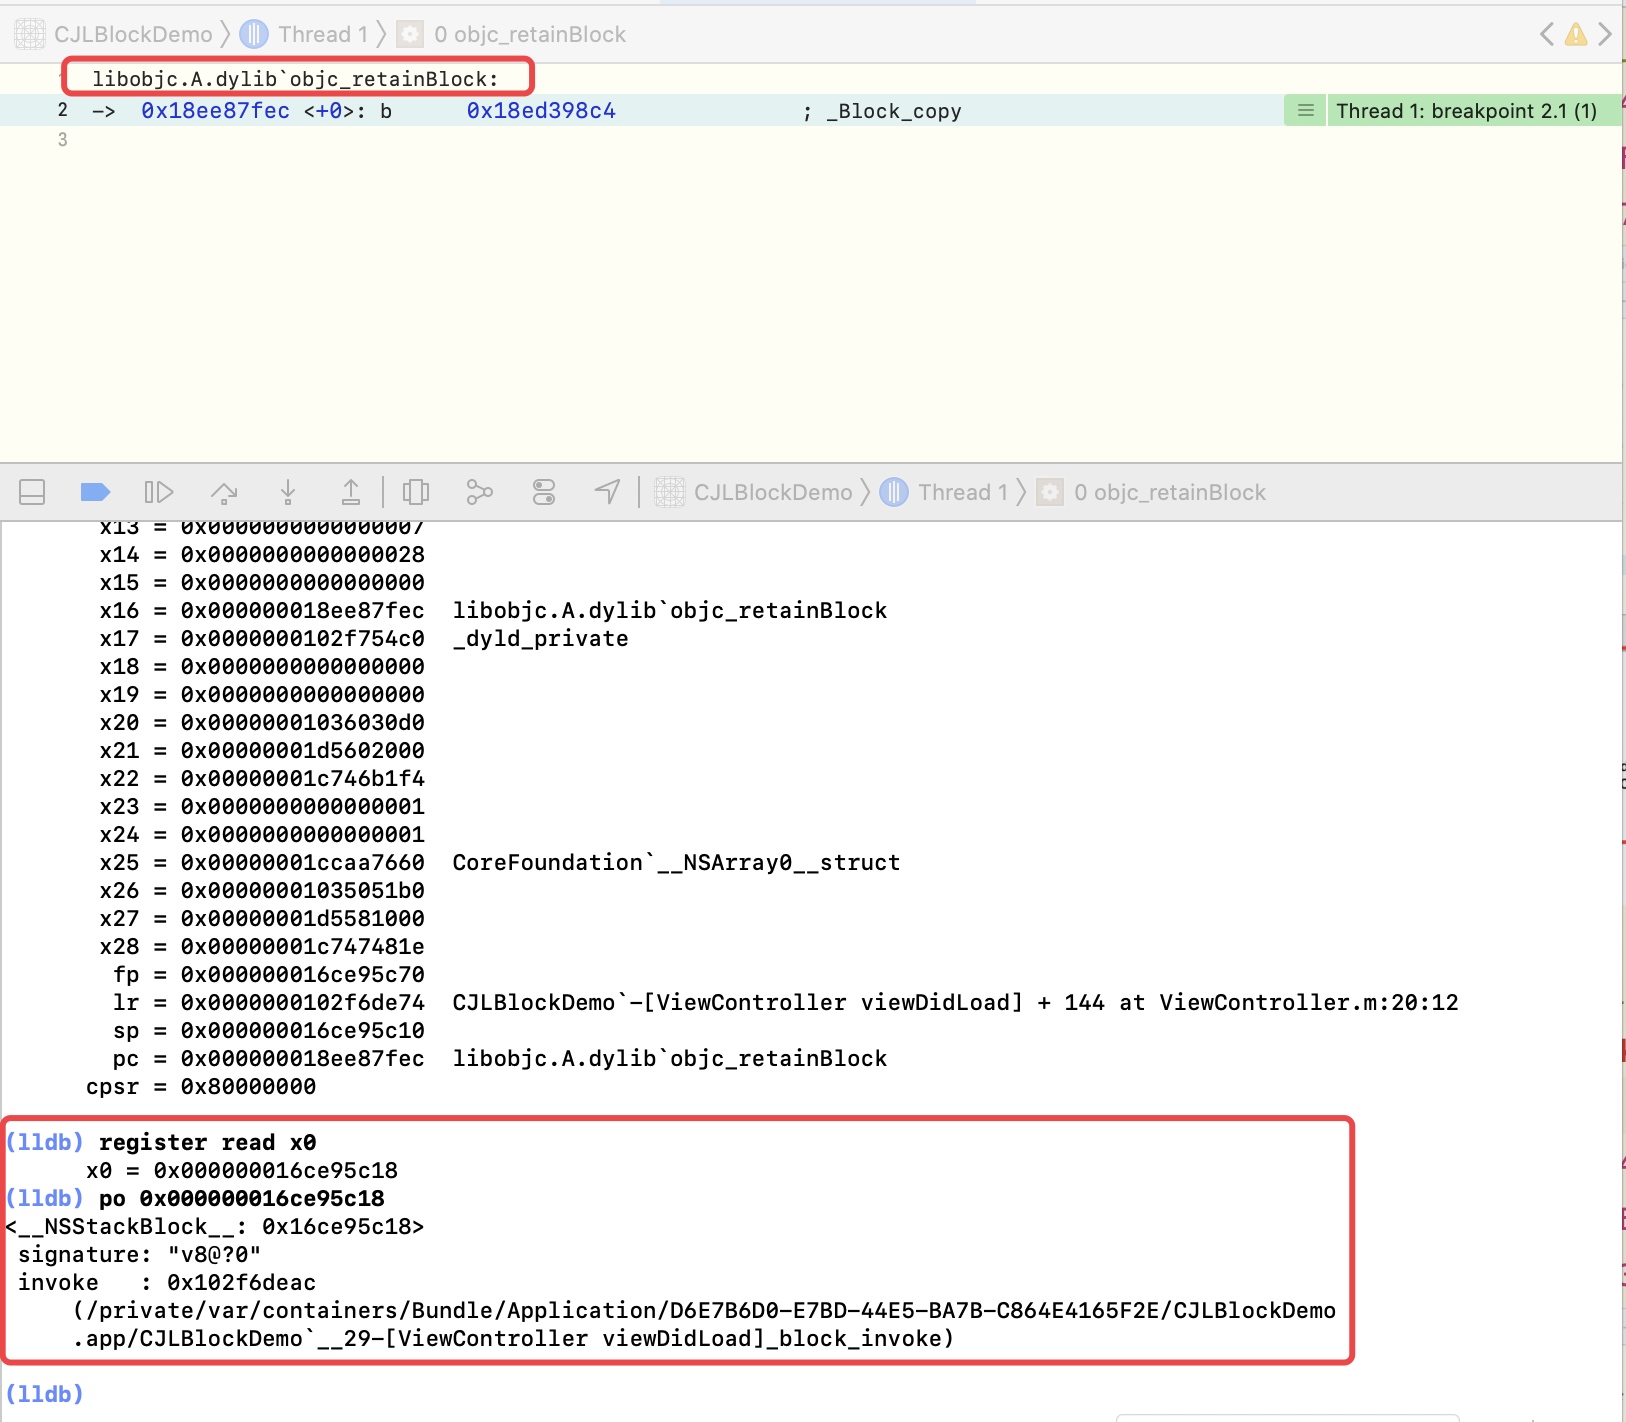 CJLBlockDemo Thread 1 0 objc_retainBlock
libobjc.A.dylib`objc_retainBlock:
2 -> 0x18ee87fec <+0>: b 0x18ed398c4 ; _Block_copy Thread 1: breakpoint 2.1 (1)
3
CJLBlockDemo Thread 1 0 objc_retainBlock
x13 = 0x0000000000000007
x14 = 0x0000000000000028
x15 = 0x0000000000000000
x16 = 0x000000018ee87fec libobjc.A.dylib`objc_retainBlock
x17 = 0x0000000102f754c0 _dyld_private
x18 = 0x0000000000000000
x19 = 0x0000000000000000
x20 = 0x00000001036030d0
x21 = 0x00000001d5602000
x22 = 0x00000001c746b1f4
x23 = 0x0000000000000001
x24 = 0x0000000000000001
x25 = 0x00000001ccaa7660 CoreFoundation`__NSArray0__struct
x26 = 0x00000001035051b0
x27 = 0x00000001d5581000
x28 = 0x00000001c747481e
fp = 0x000000016ce95c70
lr = 0x0000000102f6de74 CJLBlockDemo`-[ViewController viewDidLoad] + 144 at ViewController.m:20:12
sp = 0x000000016ce95c10
pc = 0x000000018ee87fec libobjc.A.dylib`objc_retainBlock
cpsr = 0x80000000
(lldb) register read x0
x0 = 0x000000016ce95c18
(lldb) po 0x000000016ce95c18
<__NSStackBlock__: 0x16ce95c18>
signature: "v8@?0"
invoke : 0x102f6deac
(/private/var/containers/Bundle/Application/D6E7B6D0-E7BD-44E5-BA7B-C864E4165F2E/CJLBlockDemo
.app/CJLBlockDemo`__29-[ViewController viewDidLoad]_block_invoke)
(lldb)